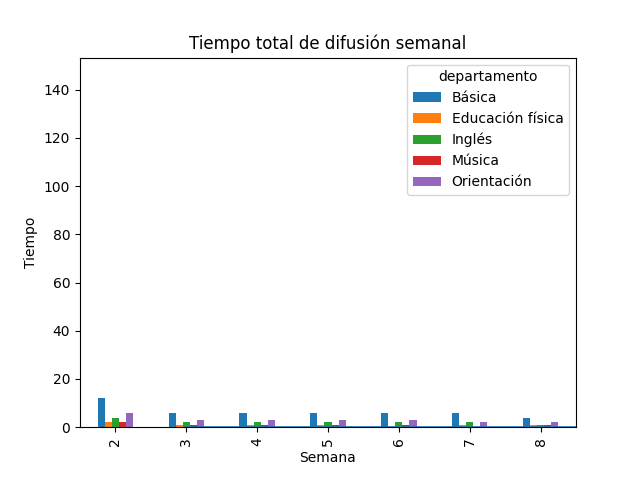 Tiempo total de difusión semanal
departamento
Básica
Educación física
Inglés
Música
Orientación
Tiempo
140
120
100
80
60
40
20
0
2
3
4
5
6
7
8
Semana